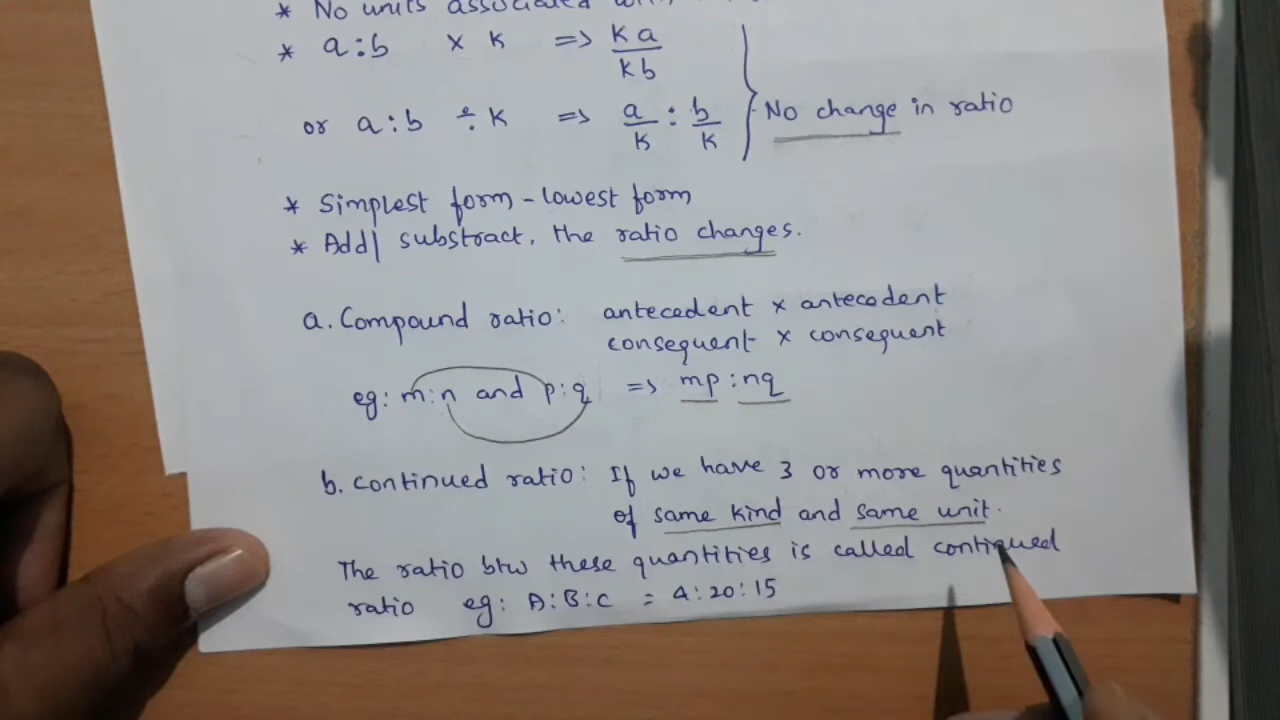 * No units associated
* a:b x k => ka/kb
or a:b ÷ k => a/k : b/k } No change in ratio
* Simplest form - lowest form
* Add| substract, the ratio changes.
a. Compound ratio: antecedent x antecedent
consequent x consequent
eg: m:n and p:q => mp:nq
b. continued ratio: If we have 3 or more quantities
of same kind and same unit.
The ratio btw these quantities is called continued
ratio eg: A:B:C = 4:20:15